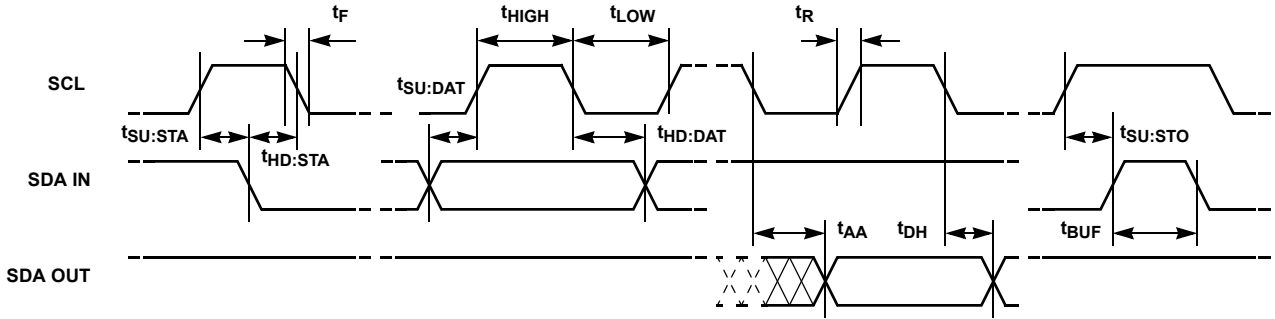 tF
tHIGH
tLOW
tR
SCL
tSU:DAT
tSU:STA
tHD:STA
tHD:DAT
tSU:STO
SDA IN
tAA
tDH
tBUF
SDA OUT